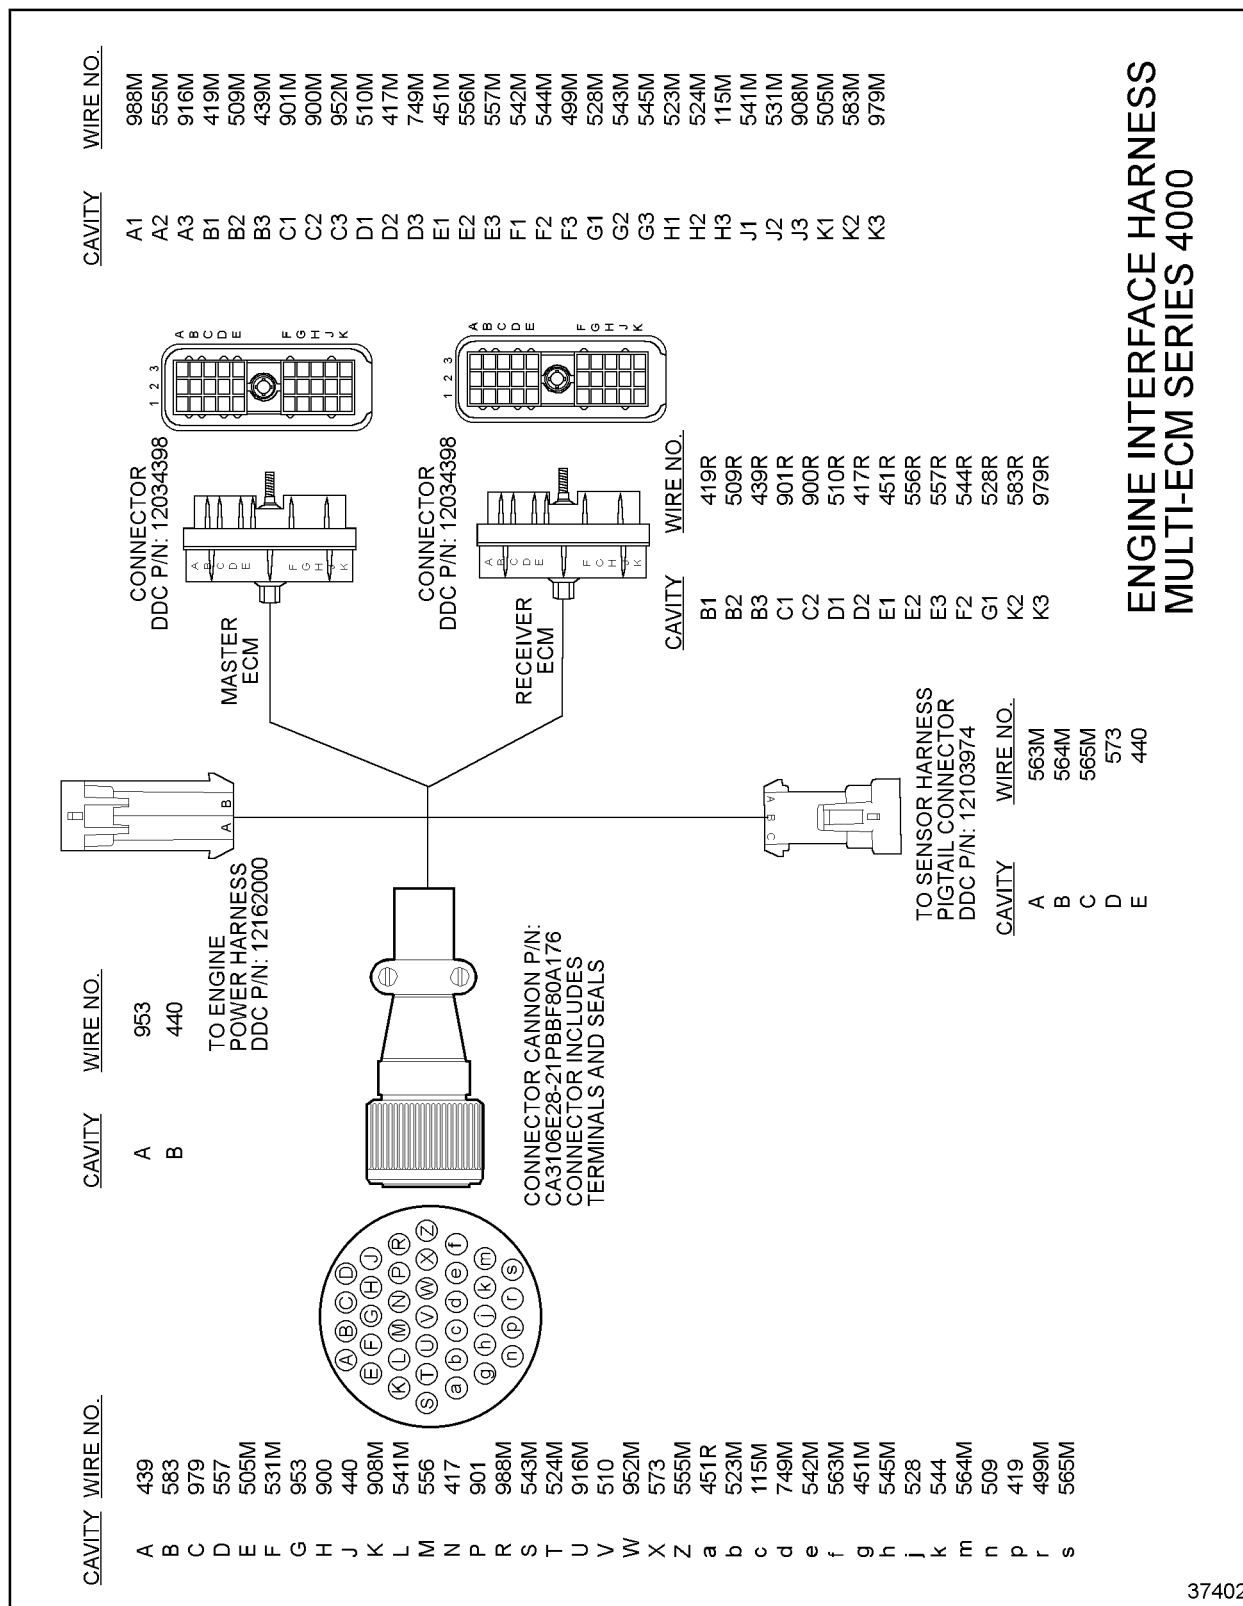 CAVITY WIRE NO.
A 439
B 583
C 979
D 557
E 505M
F 531M
G 953
H 900
J 440
K 908M
L 541M
M 556
N 417
P 901
R 988M
S 543M
T 524M
U 916M
V 510
W 952M
X 573
Z 555M
a 451R
b 523M
c 115M
d 749M
e 542M
f 563M
g 451M
h 545M
j 528
k 544
m 564M
n 509
p 419
r 499M
s 565M
A B C D
E F G H J
K L M N P R
S T U V W X Z
a b c d e f
g h j k m
n p r s
CAVITY WIRE NO.
A 953
B 440
TO ENGINE
POWER HARNESS
DDC P/N: 12162000
A B
CONNECTOR CANNON P/N:
CA3106E28-21PBBF80A176
CONNECTOR INCLUDES
TERMINALS AND SEALS
MASTER
ECM
CONNECTOR
DDC P/N: 12034398
A
B
C
D
E
F
G
H
J
K
1 2 3
A
B
C
D
E
F
G
H
J
K
RECEIVER
ECM
CONNECTOR
DDC P/N: 12034398
A
B
C
D
E
F
C
H
J
K
1 2 3
A
B
C
D
E
F
G
H
J
K
CAVITY WIRE NO.
A1 988M
A2 555M
A3 916M
B1 419M
B2 509M
B3 439M
C1 901M
C2 900M
C3 952M
D1 510M
D2 417M
D3 749M
E1 451M
E2 556M
E3 557M
F1 542M
F2 544M
F3 499M
G1 528M
G2 543M
G3 545M
H1 523M
H2 524M
H3 115M
J1 541M
J2 531M
J3 908M
K1 505M
K2 583M
K3 979M
CAVITY WIRE NO.
B1 419R
B2 509R
B3 439R
C1 901R
C2 900R
D1 510R
D2 417R
E1 451R
E2 556R
E3 557R
F2 544R
G1 528R
K2 583R
K3 979R
C B A
TO SENSOR HARNESS
PIGTAIL CONNECTOR
DDC P/N: 12103974
CAVITY WIRE NO.
A 563M
B 564M
C 565M
D 573
E 440
ENGINE INTERFACE HARNESS
MULTI-ECM SERIES 4000
37402